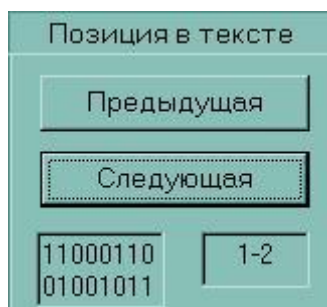 Позиция в тексте
Предыдущая
Следующая
11000110
01001011
1-2